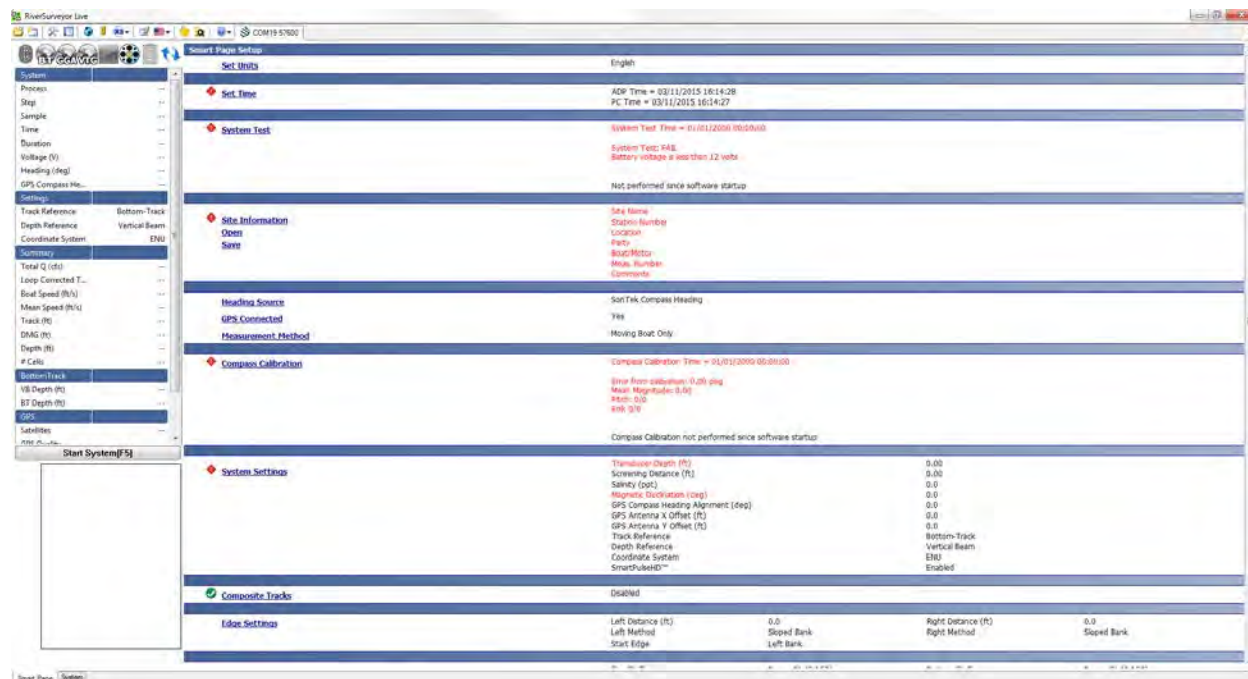 RiverSurveyor Live
COM19 57600
Smart Page Setup
System
Process --
Step --
Sample --
Time --
Duration --
Voltage (V) --
Heading (deg) --
GPS Compass He... --
Settings
Track Reference Bottom-Track
Depth Reference Vertical Beam
Coordinate System ENU
Summary
Total Q (cfs) --
Loop Corrected T... --
Boat Speed (ft/s) --
Mean Speed (ft/s) --
Track (ft) --
DMG (ft) --
Depth (ft) --
# Cells --
BottomTrack
VB Depth (ft) --
BT Depth (ft) --
GPS
Satellites --
Start System[F5]
Set Units English
Set Time ADP Time = 03/11/2015 16:14:28
PC Time = 03/11/2015 16:14:27
System Test System Test Time = 01/01/2000 00:00:00
System Test: FAIL
Battery voltage is less than 12 volts
Not performed since software startup
Site Information Site Name
Open Station Number
Save Location
Party
Boat/Motor
Meas. Number
Comments
Heading Source SonTek Compass Heading
GPS Connected Yes
Measurement Method Moving Boat Only
Compass Calibration Compass Calibration Time = 01/01/2000 00:00:00
Error from calibration: 0.00 deg
Mean Magnitude: 0.00
Pitch: 0/0
Roll: 0/0
Compass Calibration not performed since software startup
System Settings Transducer Depth (ft) 0.00
Screening Distance (ft) 0.00
Salinity (ppt) 0.0
Magnetic Declination (deg) 0.0
GPS Compass Heading Alignment (deg) 0.0
GPS Antenna X Offset (ft) 0.0
GPS Antenna Y Offset (ft) 0.0
Track Reference Bottom-Track
Depth Reference Vertical Beam
Coordinate System ENU
SmartPulseHD™ Enabled
Composite Tracks Disabled
Edge Settings Left Distance (ft) 0.0 Right Distance (ft) 0.0
Left Method Sloped Bank Right Method Sloped Bank
Start Edge Left Bank
Smart Page System